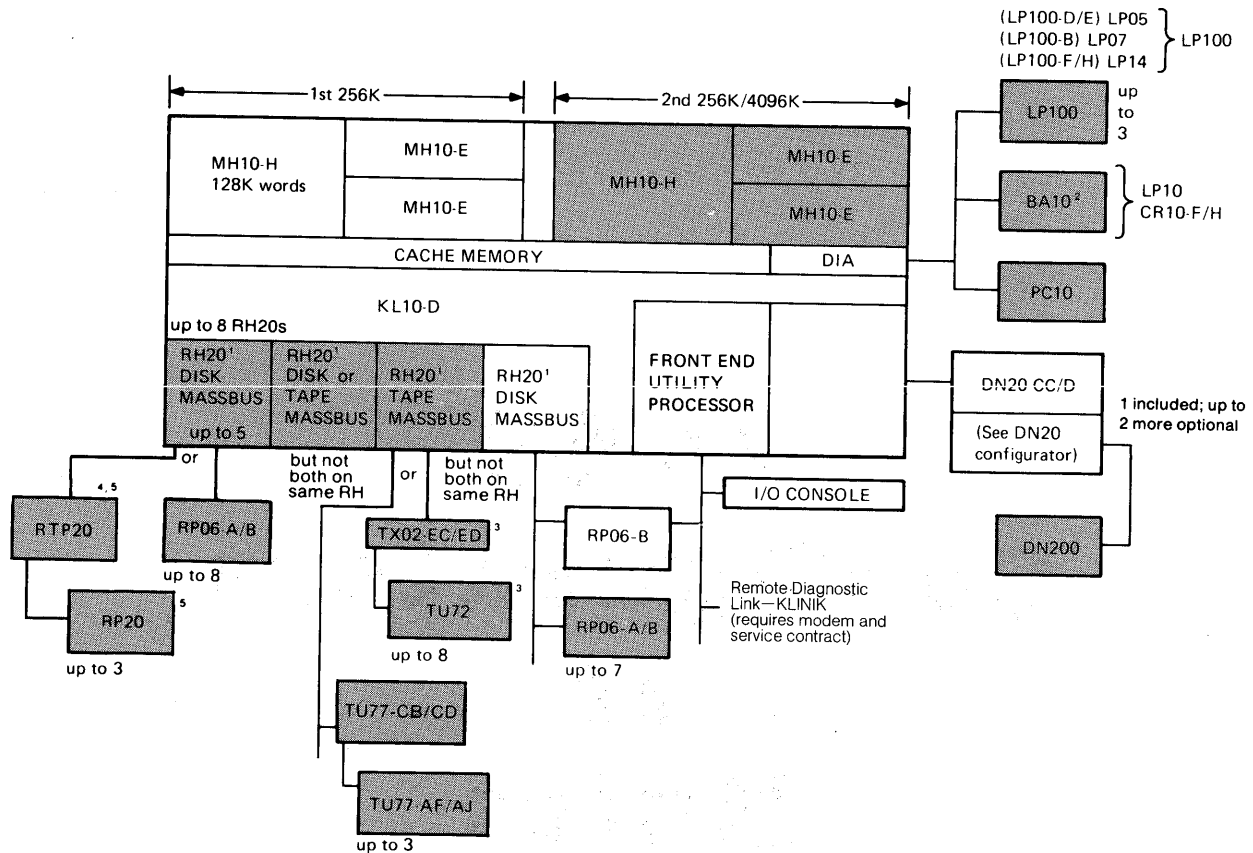 (LP100-D/E) LP05
(LP100-B) LP07
(LP100-F/H) LP14
LP100
1st 256K
2nd 256K/4096K
LP100
up
to
3
MH10-H
128K words
MH10-E
MH10-E
MH10-H
MH10-E
MH10-E
BA10²
LP10
CR10-F/H
CACHE MEMORY
DIA
PC10
KL10-D
up to 8 RH20s
RH20¹
DISK
MASSBUS
up to 5
RH20¹
DISK or
TAPE
MASSBUS
RH20¹
TAPE
MASSBUS
RH20¹
DISK
MASSBUS
FRONT END
UTILITY
PROCESSOR
DN20 CC/D
(See DN20
configurator)
1 included; up to
2 more optional
or
but not
both on
same RH
or
but not
both on
same RH
I/O CONSOLE
4, 5
RTP20
RP06-A/B
up to 8
TX02-EC/ED
3
RP06-B
DN200
RP20
5
up to 3
TU72
3
up to 8
RP06-A/B
up to 7
Remote Diagnostic
Link—KLINIK
(requires modem and
service contract)
TU77-CB/CD
TU77-AF/AJ
up to 3